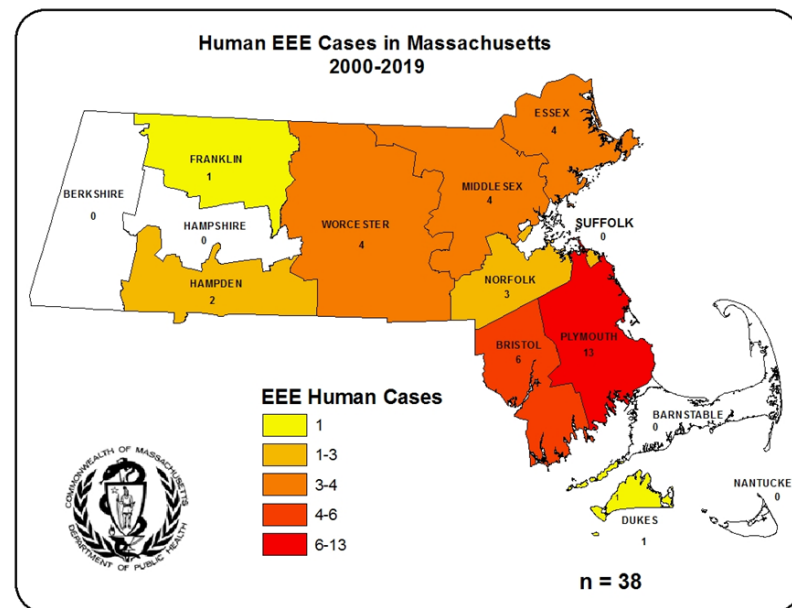 Human EEE Cases in Massachusetts
2000-2019
ESSEX
4
FRANKLIN
1
MIDDLESEX
4
BERKSHIRE
0
HAMPSHIRE
0
WORCESTER
4
SUFFOLK
0
HAMPDEN
2
NORFOLK
3
BRISTOL
6
PLYMOUTH
13
EEE Human Cases
1
1-3
3-4
4-6
6-13
BARNSTABLE
0
NANTUCKE
0
1
DUKES
1
COMMONWEALTH OF MASSACHUSETTS
DEPARTMENT OF PUBLIC HEALTH
n = 38